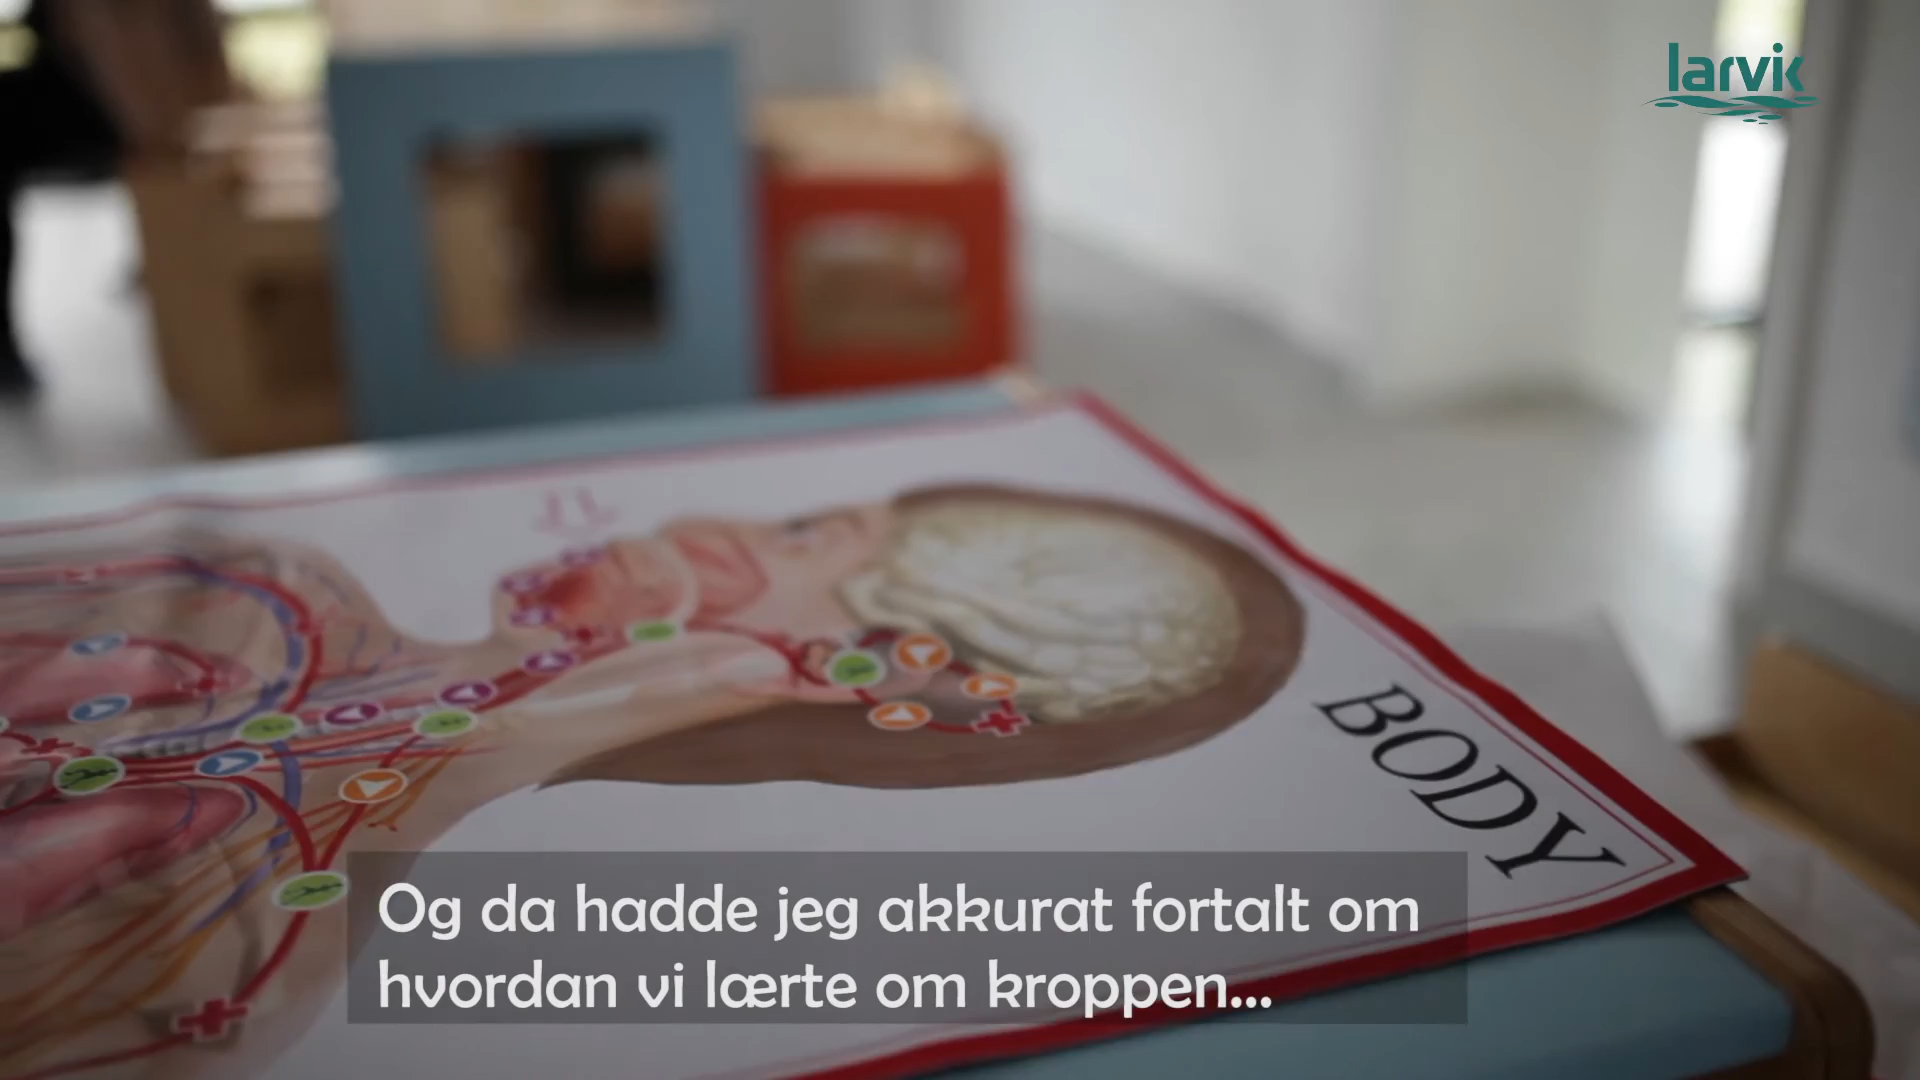 larvik
BODY
Og da hadde jeg akkurat fortalt om
hvordan vi lærte om kroppen...